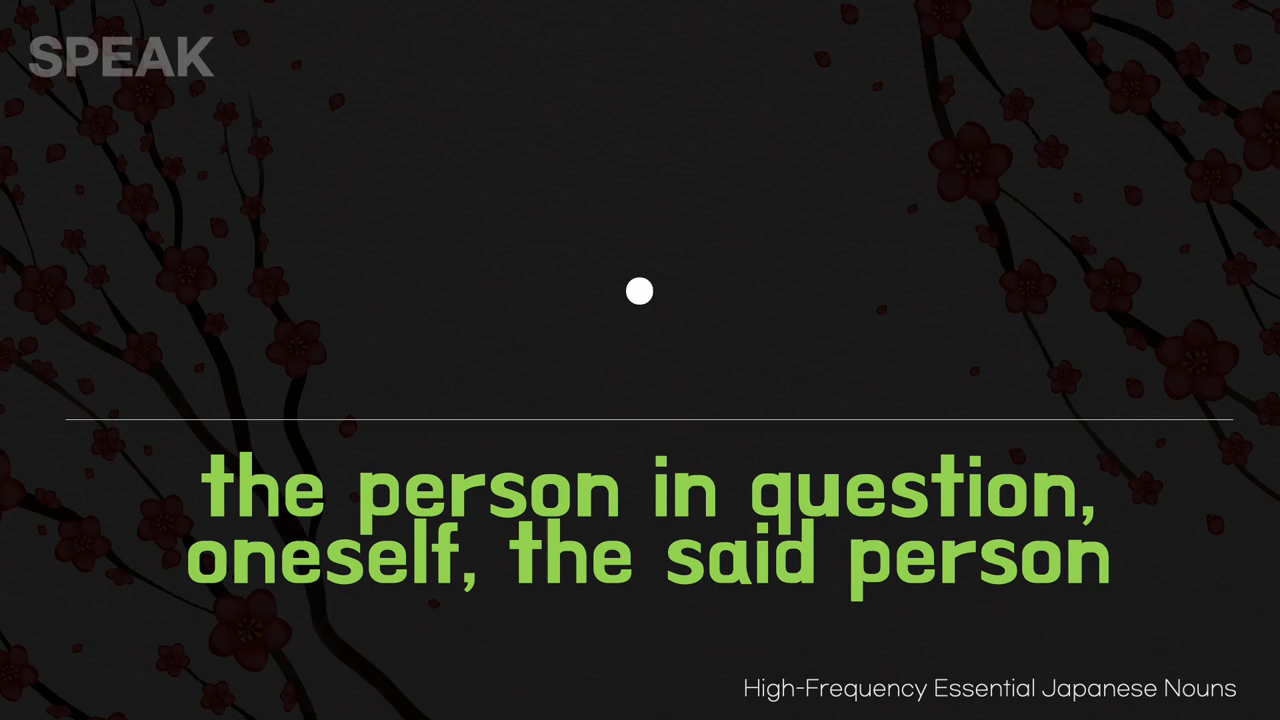 SPEAK
the person in question,
oneself, the said person
High-Frequency Essential Japanese Nouns